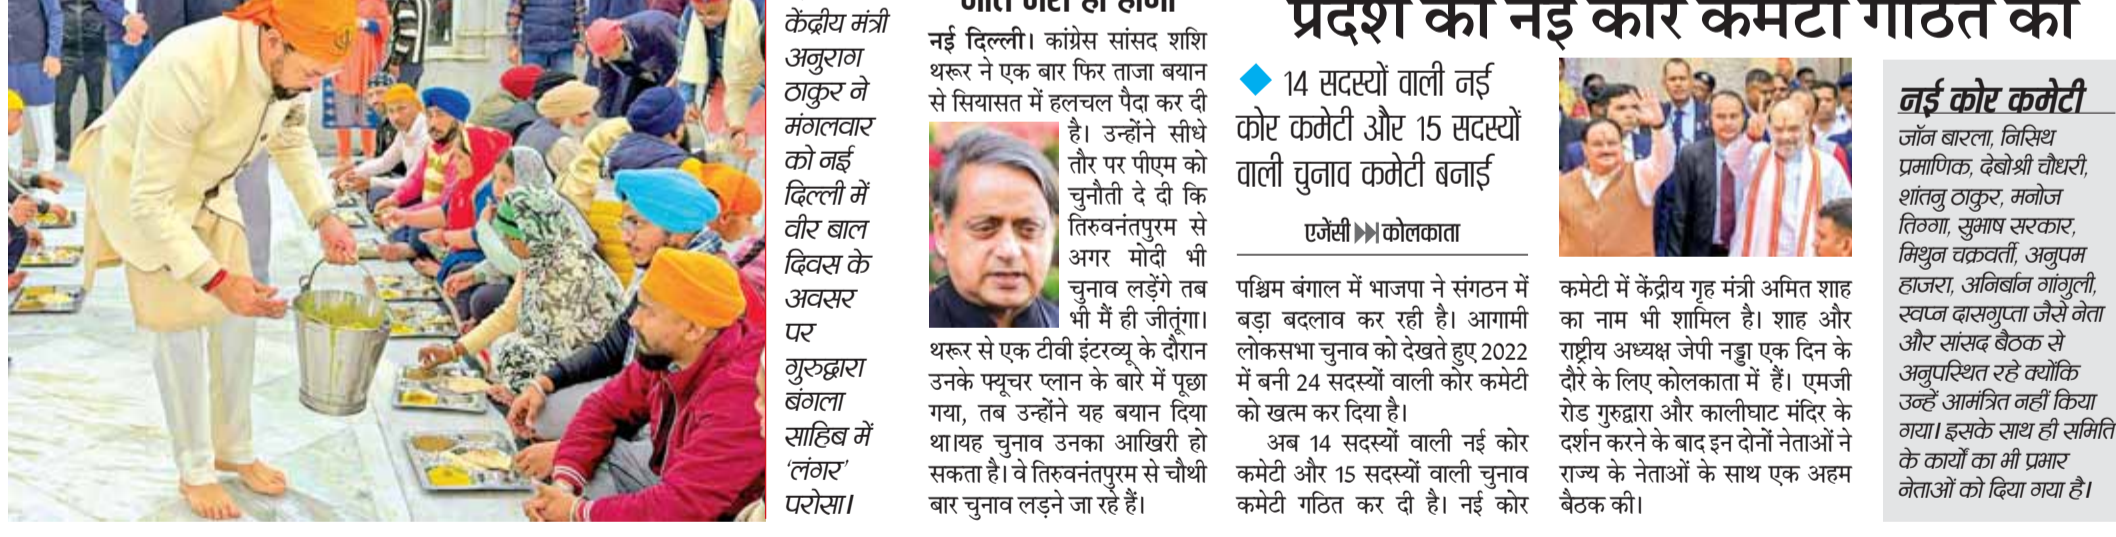 केंद्रीय मंत्री
अनुराग
ठाकुर ने
मंगलवार
को नई
दिल्ली में
वीर बाल
दिवस के
अवसर
पर
गुरुद्वारा
बंगला
साहिब में
‘लंगर’
परोसा।
नई दिल्ली। कांग्रेस सांसद शशि
थरूर ने एक बार फिर ताजा बयान
से सियासत में हलचल पैदा कर दी
है। उन्होंने सीधे
तौर पर पीएम को
चुनौती दे दी कि
तिरुवनंतपुरम से
अगर मोदी भी
चुनाव लड़ेंगे तब
भी मैं ही जीतूंगा।
थरूर से एक टीवी इंटरव्यू के दौरान
उनके फ्यूचर प्लान के बारे में पूछा
गया, तब उन्होंने यह बयान दिया
था।यह चुनाव उनका आखिरी हो
सकता है। वे तिरुवनंतपुरम से चौथी
बार चुनाव लड़ने जा रहे हैं।
प्रदेश की नई कोर कमेटी गठित की
14 सदस्यों वाली नई
कोर कमेटी और 15 सदस्यों
वाली चुनाव कमेटी बनाई
एजेंसी कोलकाता
पश्चिम बंगाल में भाजपा ने संगठन में
बड़ा बदलाव कर रही है। आगामी
लोकसभा चुनाव को देखते हुए 2022
में बनी 24 सदस्यों वाली कोर कमेटी
को खत्म कर दिया है।
अब 14 सदस्यों वाली नई कोर
कमेटी और 15 सदस्यों वाली चुनाव
कमेटी गठित कर दी है। नई कोर
कमेटी में केंद्रीय गृह मंत्री अमित शाह
का नाम भी शामिल है। शाह और
राष्ट्रीय अध्यक्ष जेपी नड्डा एक दिन के
दौरे के लिए कोलकाता में हैं। एमजी
रोड गुरुद्वारा और कालीघाट मंदिर के
दर्शन करने के बाद इन दोनों नेताओं ने
राज्य के नेताओं के साथ एक अहम
बैठक की।
नई कोर कमेटी
जॉन बारला, निसिथ
प्रमाणिक, देबोश्री चौधरी,
शांतनु ठाकुर, मनोज
तिग्गा, सुभाष सरकार,
मिथुन चक्रवर्ती, अनुपम
हाजरा, अनिर्बान गांगुली,
स्वप्न दासगुप्ता जैसे नेता
और सांसद बैठक से
अनुपस्थित रहे क्योंकि
उन्हें आमंत्रित नहीं किया
गया। इसके साथ ही समिति
के कार्यों का भी प्रभार
नेताओं को दिया गया है।